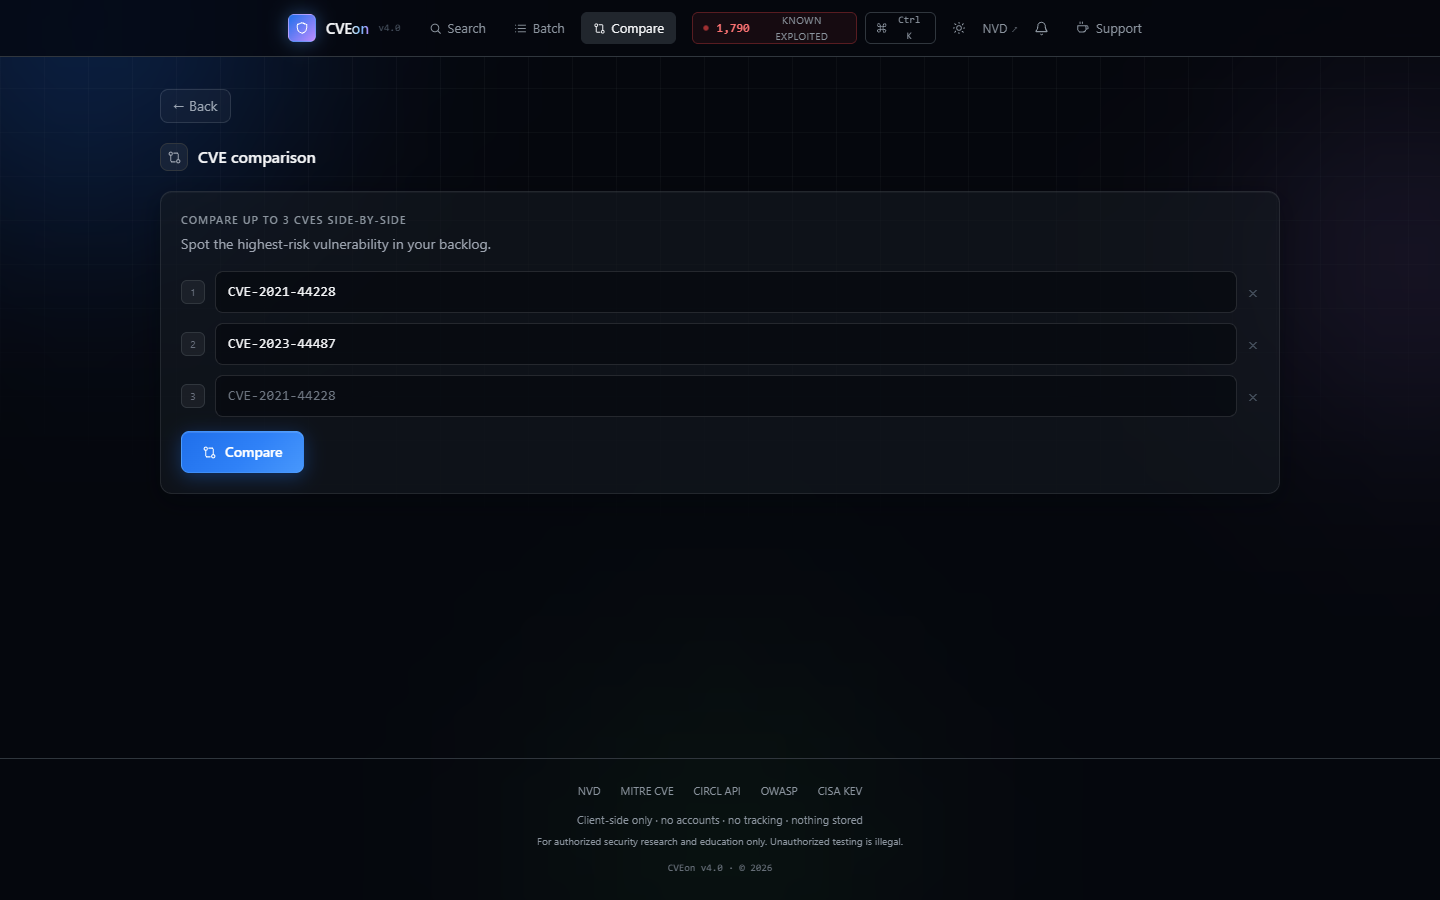 CVEon v4.0 Search Batch Compare 1,790 KNOWN EXPLOITED ⌘ Ctrl K NVD ↗ Support
← Back
CVE comparison
COMPARE UP TO 3 CVES SIDE-BY-SIDE
Spot the highest-risk vulnerability in your backlog.
1 CVE-2021-44228 ×
2 CVE-2023-44487 ×
3 CVE-2021-44228 ×
Compare
NVD MITRE CVE CIRCL API OWASP CISA KEV
Client-side only · no accounts · no tracking · nothing stored
For authorized security research and education only. Unauthorized testing is illegal.
CVEon v4.0 · © 2026